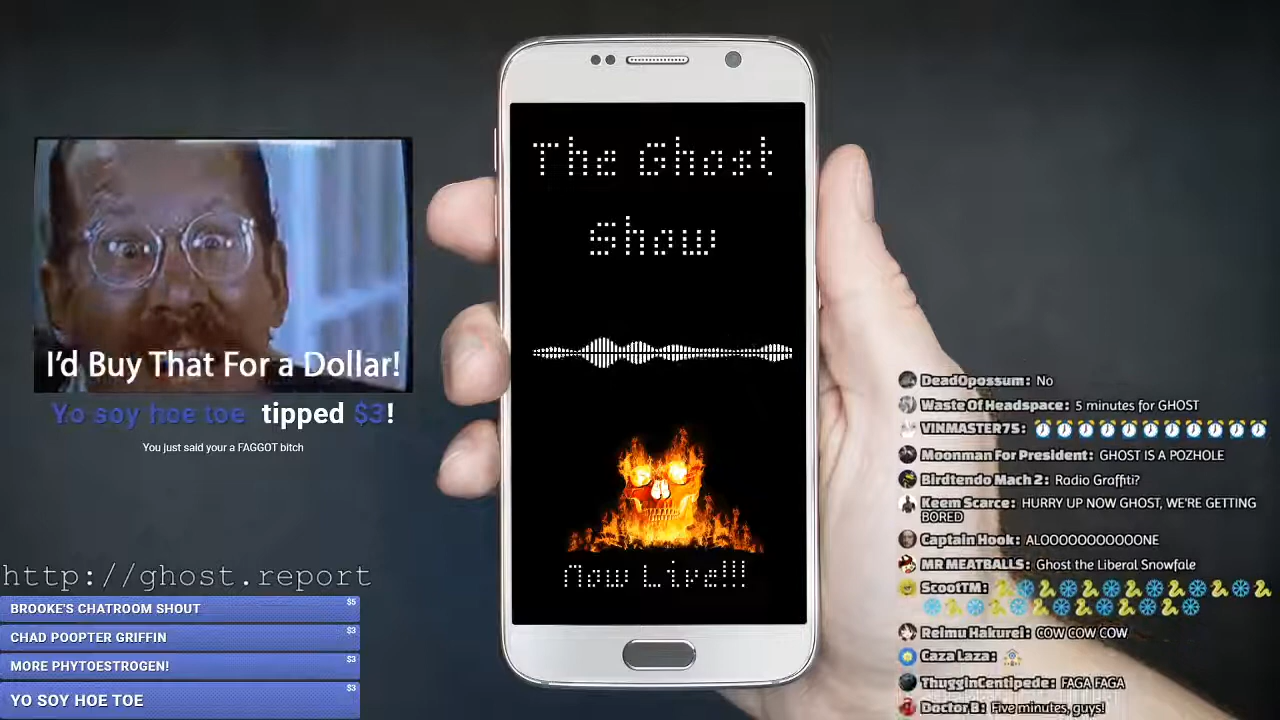 The Ghost
Show
Now Live!!!
I'd Buy That For a Dollar!
Yo soy hoe toe tipped $3!
You just said your a FAGGOT bitch
http://ghost.report
BROOKE'S CHATROOM SHOUT $5
CHAD POOPTER GRIFFIN $3
MORE PHYTOESTROGEN! $3
YO SOY HOE TOE $3
DeadOpossum: No
Waste Of Headspace: 5 minutes for GHOST
VINMASTER75:
Moonman For President: GHOST IS A POZHOLE
Birdtendo Mach 2: Radio Graffiti?
Keem Scarce: HURRY UP NOW GHOST, WE'RE GETTING
BORED
Captain Hook: ALOOOOOOOOOOONE
MR MEATBALLS: Ghost the Liberal Snowfale
ScootTM:
Reimu Hakurei: COW COW COW
Caza Laza:
ThugginCentipede: FAGA FAGA
Doctor B: Five minutes, guys!